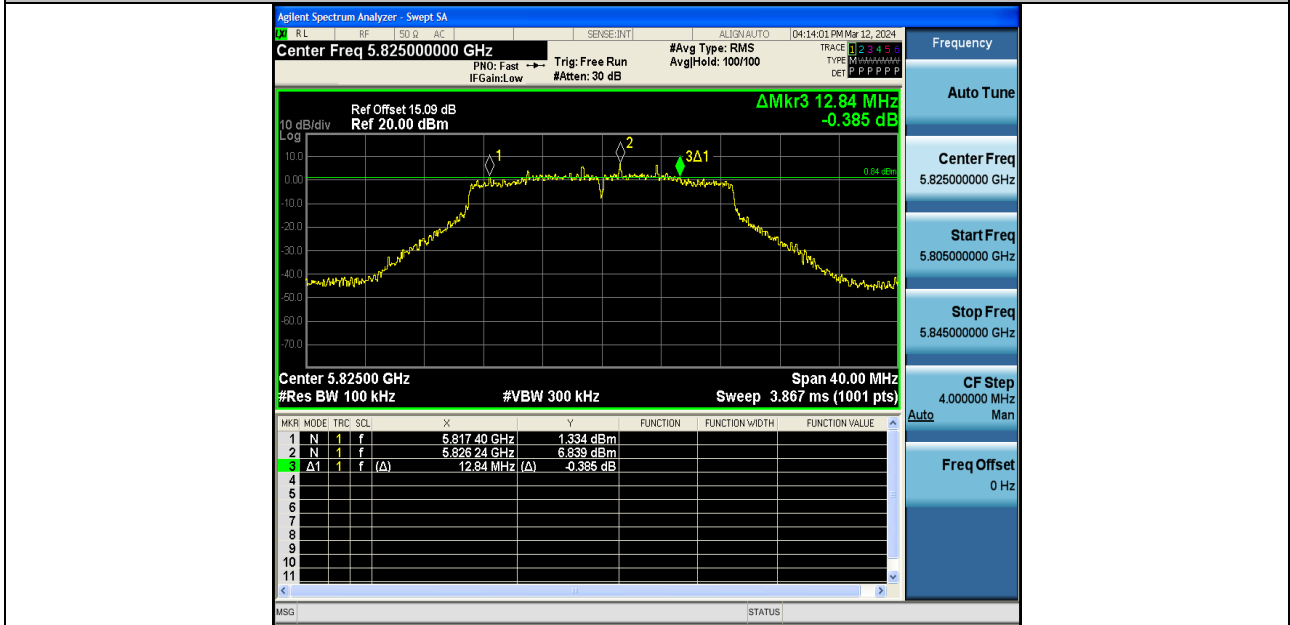 Agilent Spectrum Analyzer - Swept SA
RL RF 50 Ω AC SENSE:INT ALIGN AUTO 04:14:01 PM Mar 12, 2024
Center Freq 5.825000000 GHz
PNO: Fast
IFGain:Low
Trig: Free Run
#Atten: 30 dB
#Avg Type: RMS
Avg|Hold: 100/100
TRACE 1 2 3 4 5 6
TYPE M
DET P P P P P P
Ref Offset 15.09 dB
Ref 20.00 dBm
ΔMkr3 12.84 MHz
-0.385 dB
10 dB/div
Log
10.0
0.00
-10.0
-20.0
-30.0
-40.0
-50.0
-60.0
-70.0
1
2
3Δ1
0.84 dBm
Center 5.82500 GHz
Span 40.00 MHz
#Res BW 100 kHz
#VBW 300 kHz
Sweep 3.867 ms (1001 pts)
MKR MODE TRC SCL X Y FUNCTION FUNCTION WIDTH FUNCTION VALUE
1 N 1 f 5.817 40 GHz 1.334 dBm
2 N 1 f 5.826 24 GHz 6.839 dBm
3 Δ1 1 f (Δ) 12.84 MHz (Δ) -0.385 dB
4
5
6
7
8
9
10
11
MSG STATUS
Frequency
Auto Tune
Center Freq
5.825000000 GHz
Start Freq
5.805000000 GHz
Stop Freq
5.845000000 GHz
CF Step
4.000000 MHz
Auto Man
Freq Offset
0 Hz